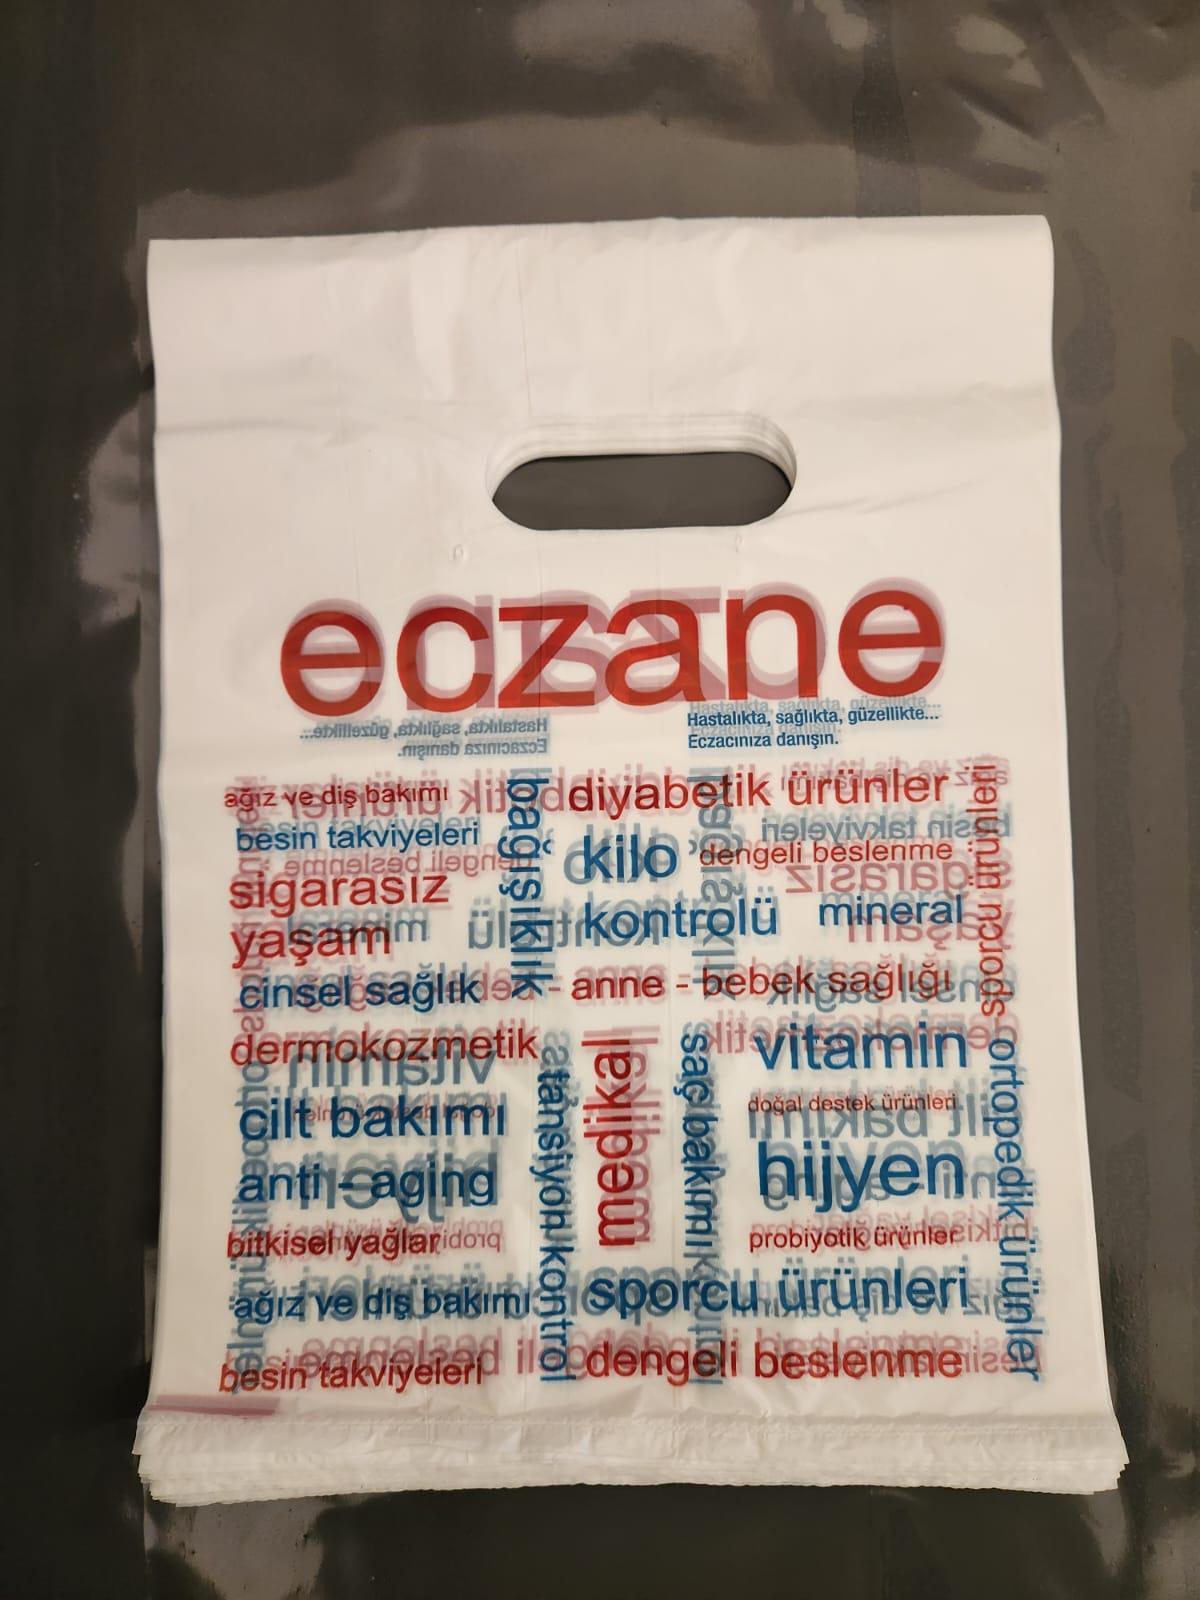 eczane
Hastalıkta, sağlıkta, güzellikte...
Eczacınıza danışın.
ağız ve diş bakımı
diyabetik ürünler
besin takviyeleri
bağışıklık
kilo
kontrolü
dengeli beslenme
sigarasız
yaşam
mineral
sporcu ürünleri
cinsel sağlık
- anne - bebek sağlığı
dermokozmetik
vitamin
cilt bakımı
medikal
saç bakımı
doğal destek ürünleri
ortopedik ürünler
anti - aging
tansiyon kontrol
hijyen
bitkisel yağlar
probiyotik ürünler
ağız ve diş bakımı
sporcu ürünleri
besin takviyeleri
dengeli beslenme